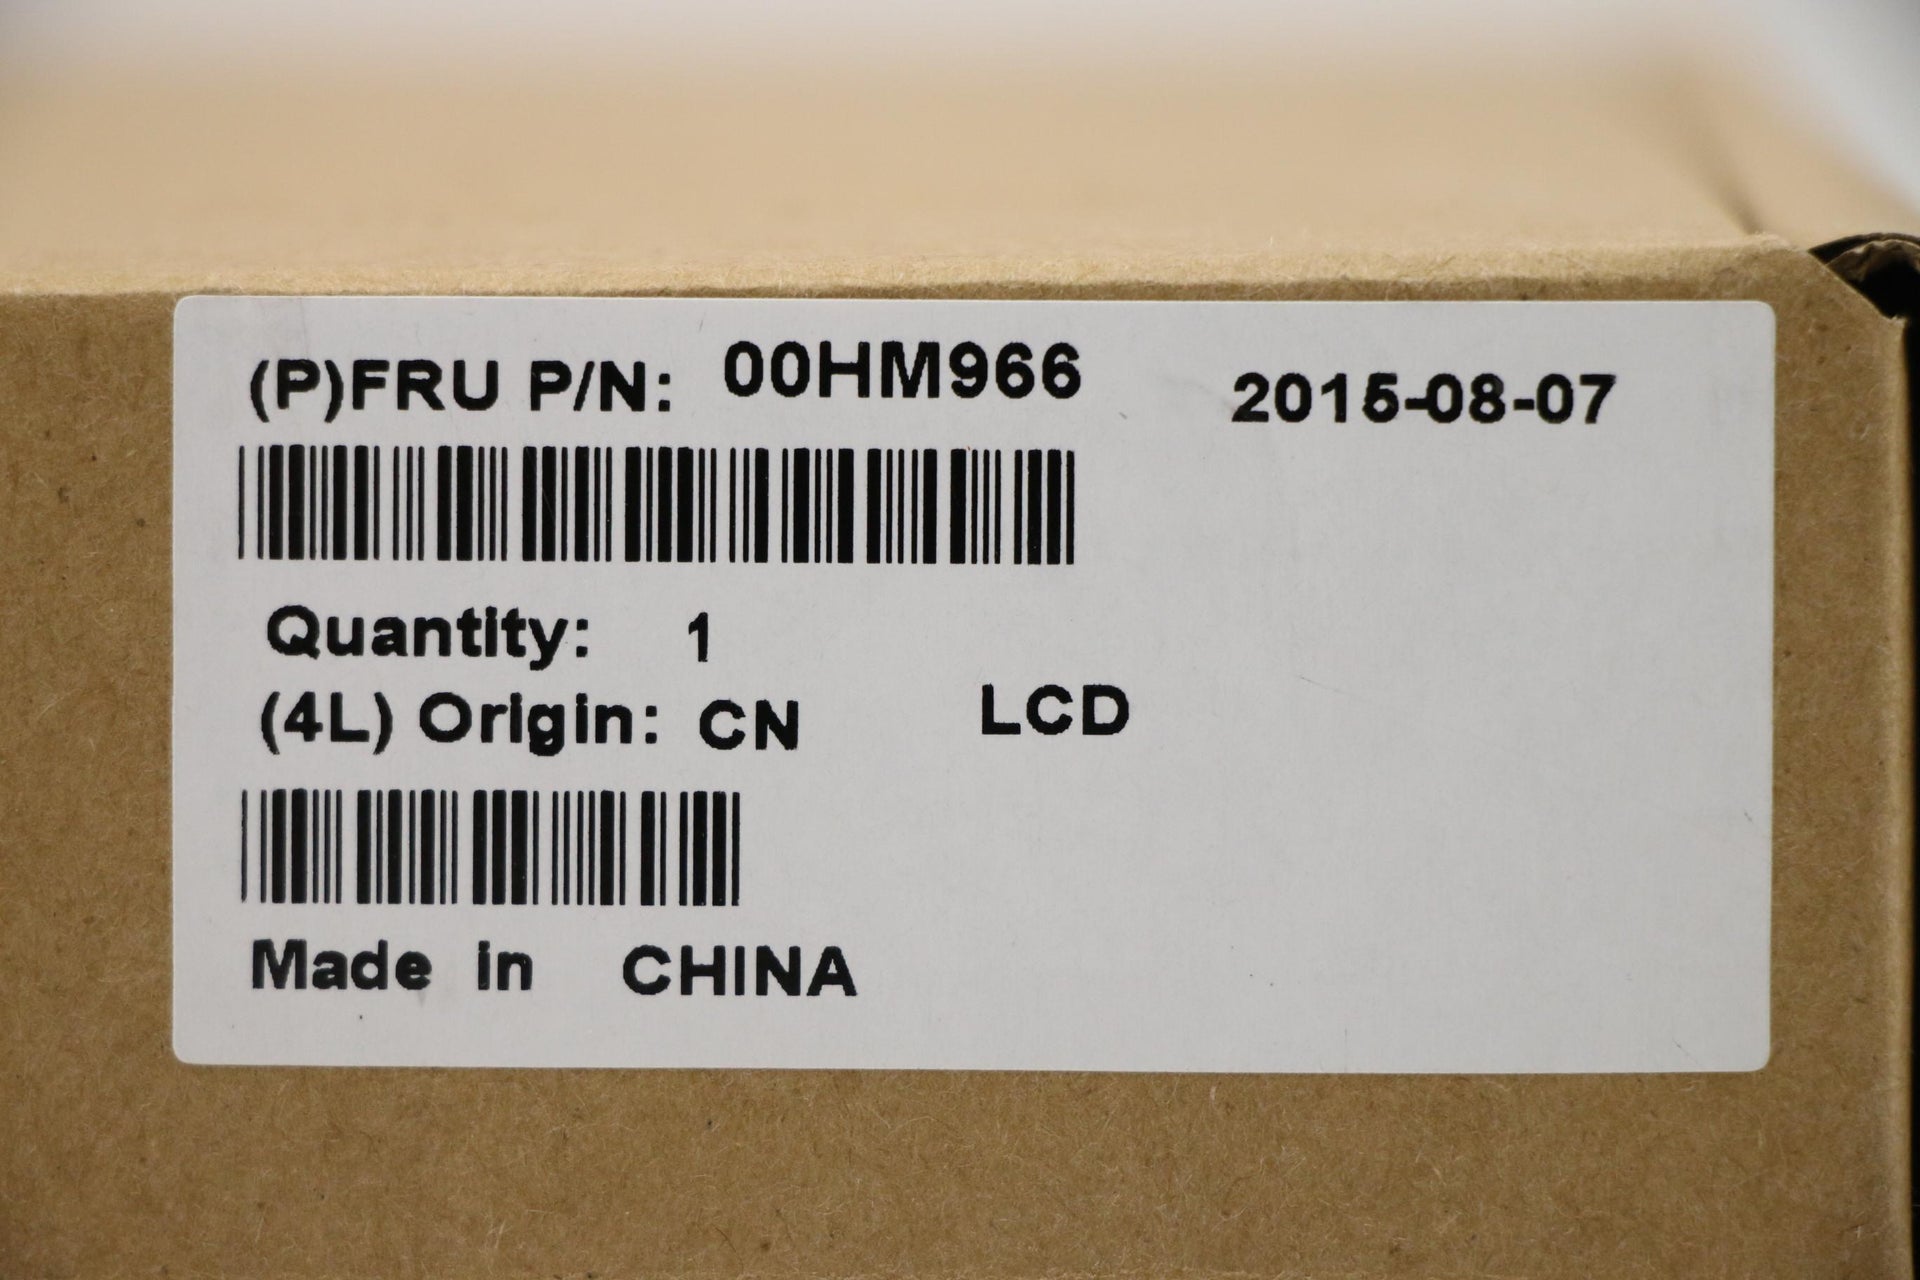 (P)FRU P/N: 00HM966 2015-08-07
Quantity: 1
(4L) Origin: CN LCD
Made in CHINA